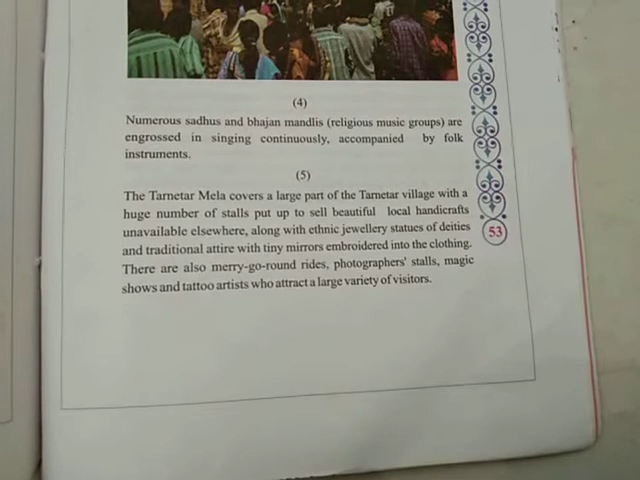 (4)
Numerous sadhus and bhajan mandlis (religious music groups) are
engrossed in singing continuously, accompanied by folk
instruments.
(5)
The Tarnetar Mela covers a large part of the Tarnetar village with a
huge number of stalls put up to sell beautiful local handicrafts
unavailable elsewhere, along with ethnic jewellery statues of deities
and traditional attire with tiny mirrors embroidered into the clothing.
There are also merry-go-round rides, photographers' stalls, magic
shows and tattoo artists who attract a large variety of visitors.
53